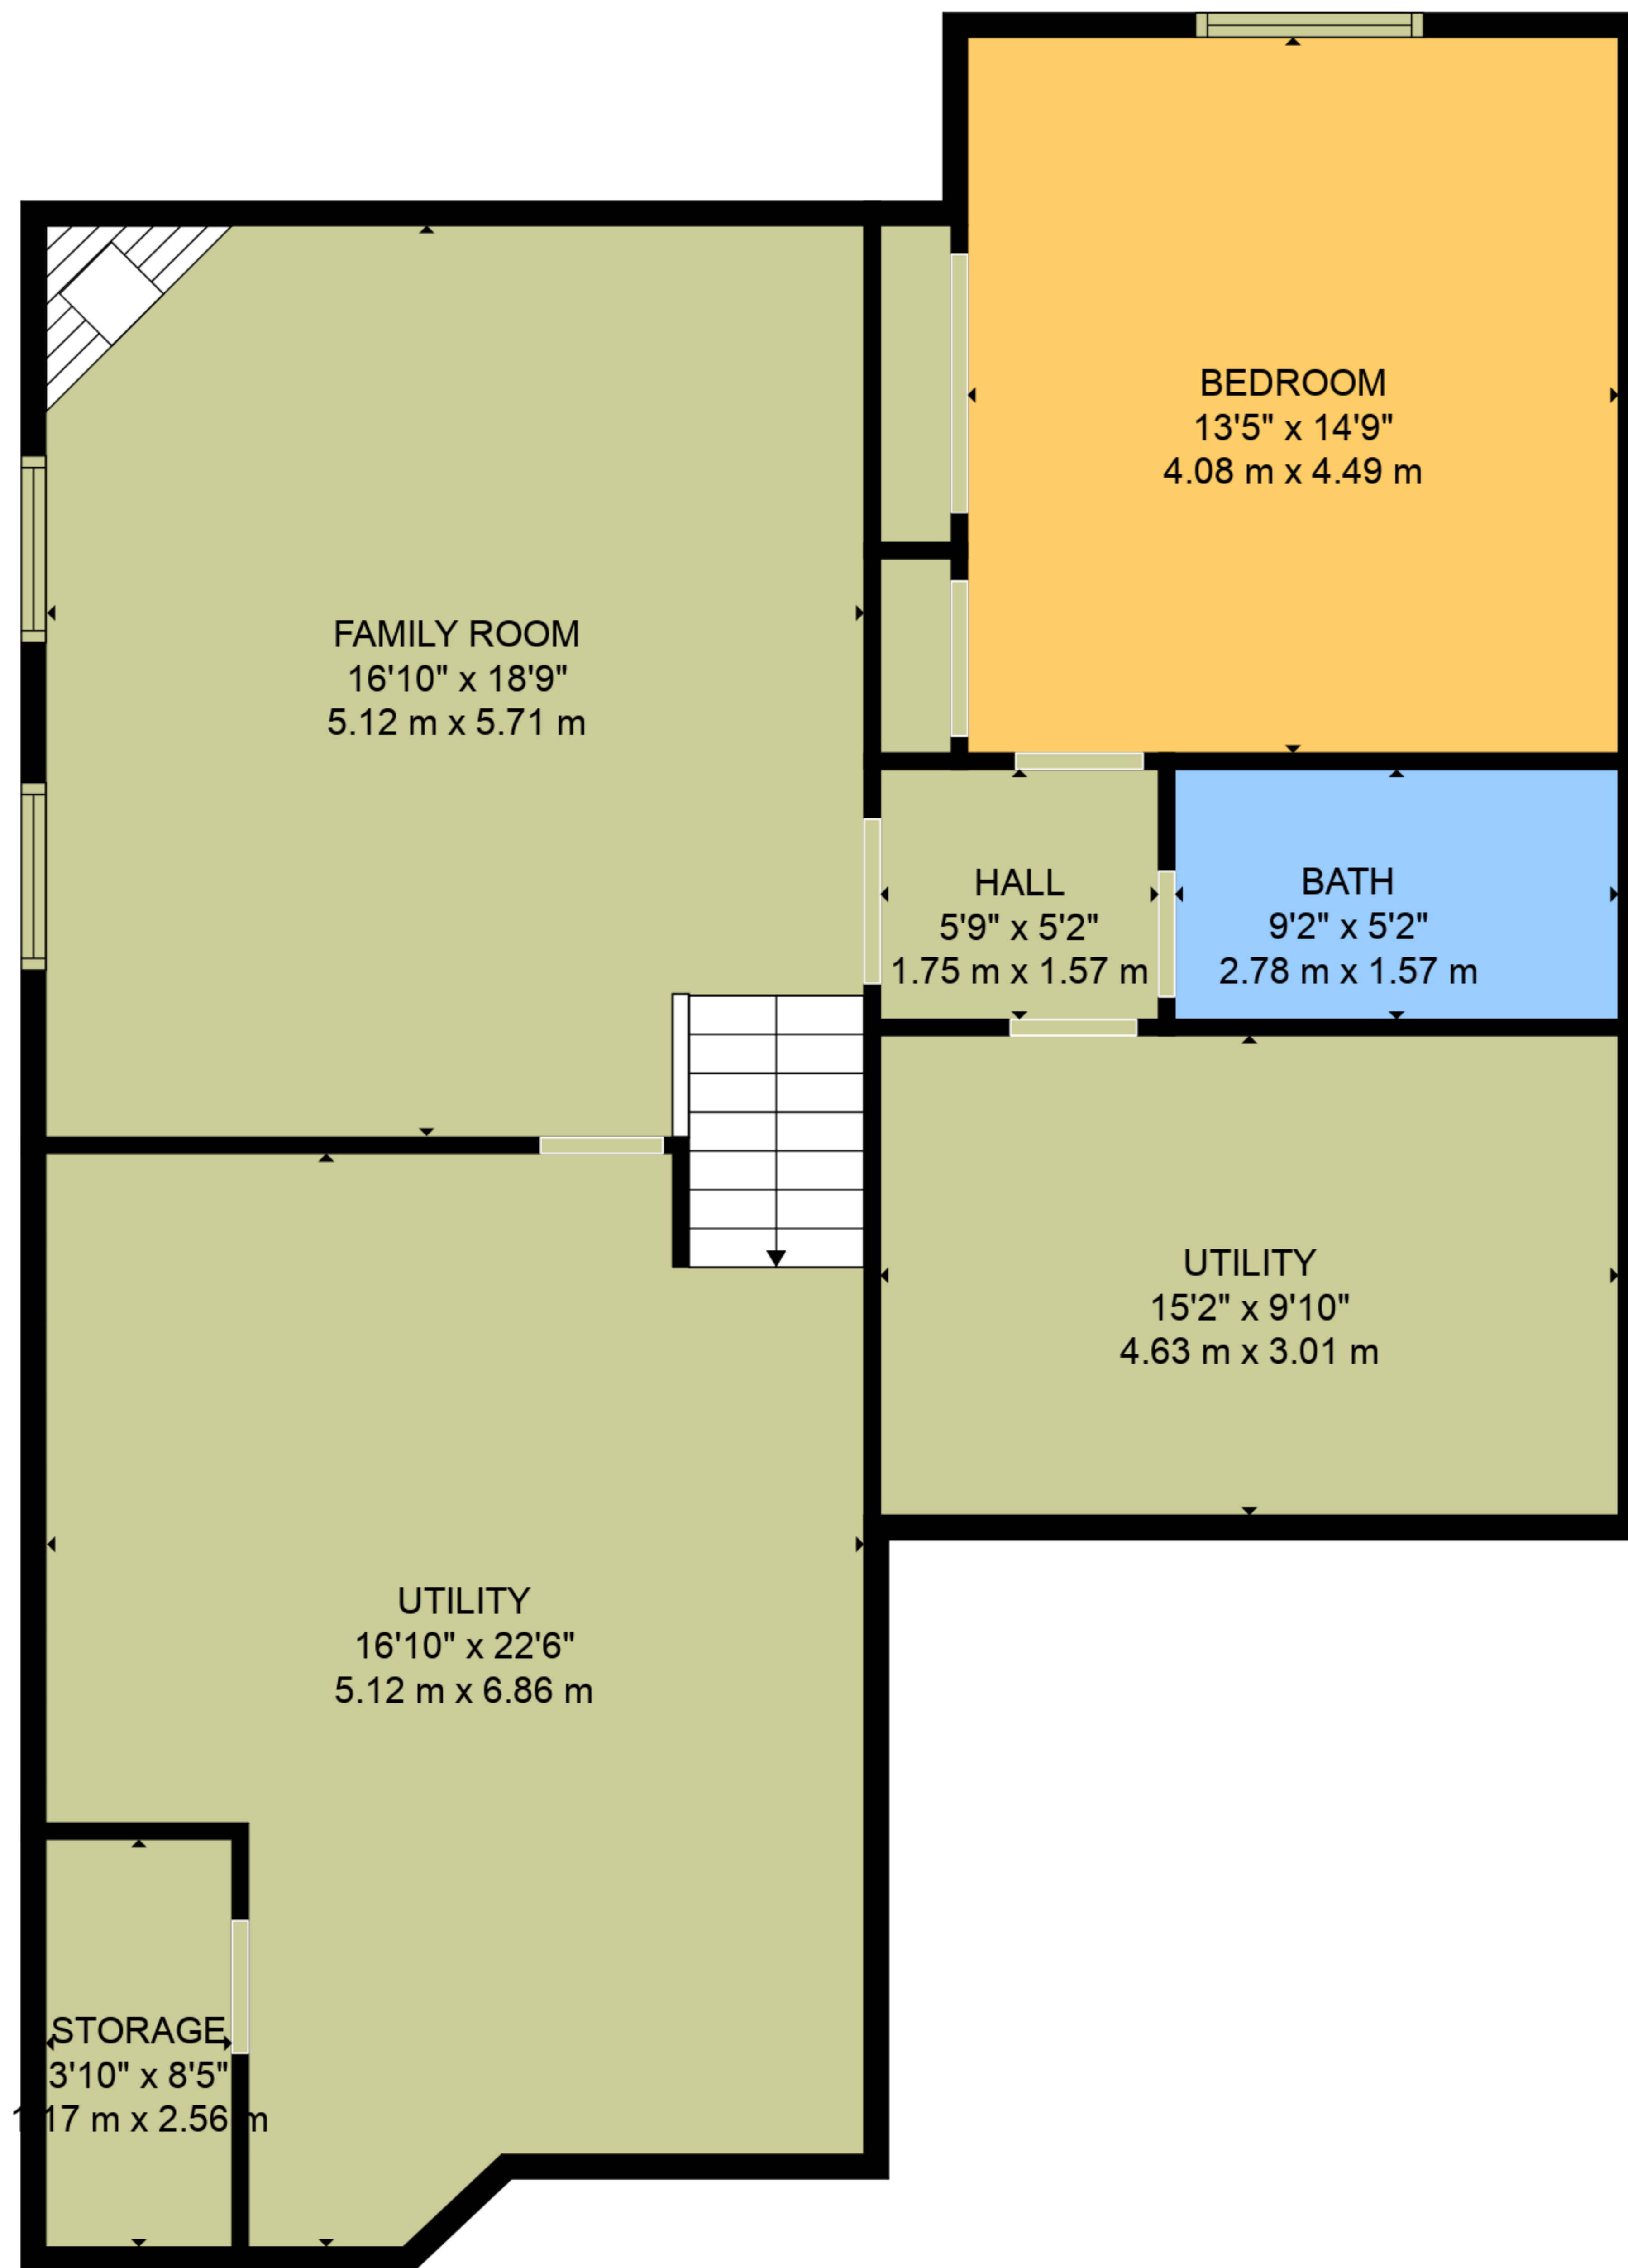 BEDROOM
13'5" x 14'9"
4.08 m x 4.49 m
FAMILY ROOM
16'10" x 18'9"
5.12 m x 5.71 m
HALL
5'9" x 5'2"
1.75 m x 1.57 m
BATH
9'2" x 5'2"
2.78 m x 1.57 m
UTILITY
15'2" x 9'10"
4.63 m x 3.01 m
UTILITY
16'10" x 22'6"
5.12 m x 6.86 m
STORAGE
3'10" x 8'5"
1.17 m x 2.56 m